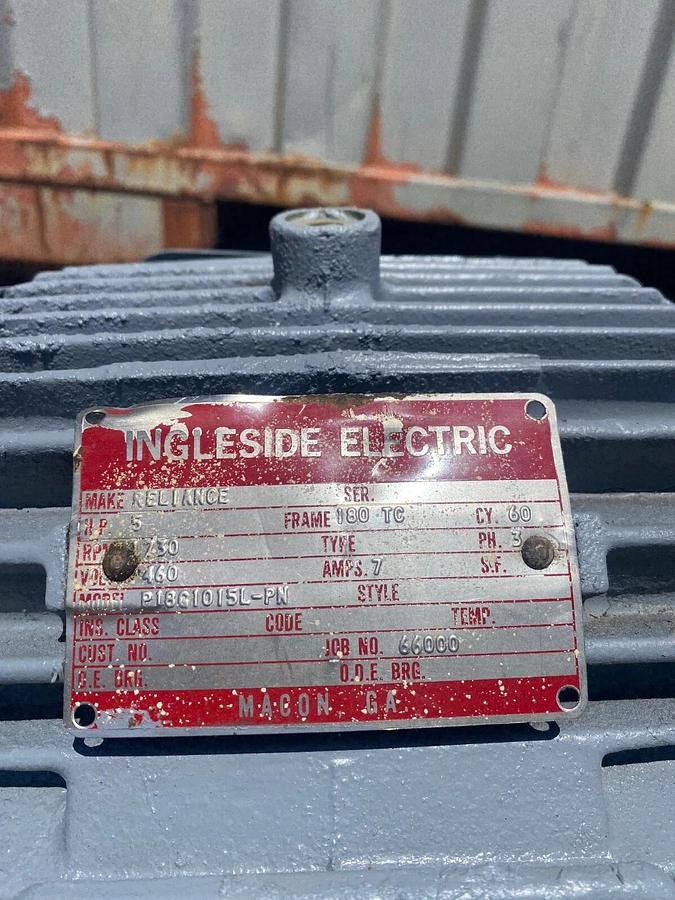 INGLESIDE ELECTRIC
MAKE RELIANCE SER.
H.P. 5 FRAME 180 TC CY. 60
RPM 1730 TYPE PH. 3
VOLTS 460 AMPS. 7 S.F.
MODEL P18G1015L-PN STYLE
INS. CLASS CODE TEMP.
CUST. NO. JOB NO. 66000
O.E. BRG. O.D.E. BRG.
MACON, GA